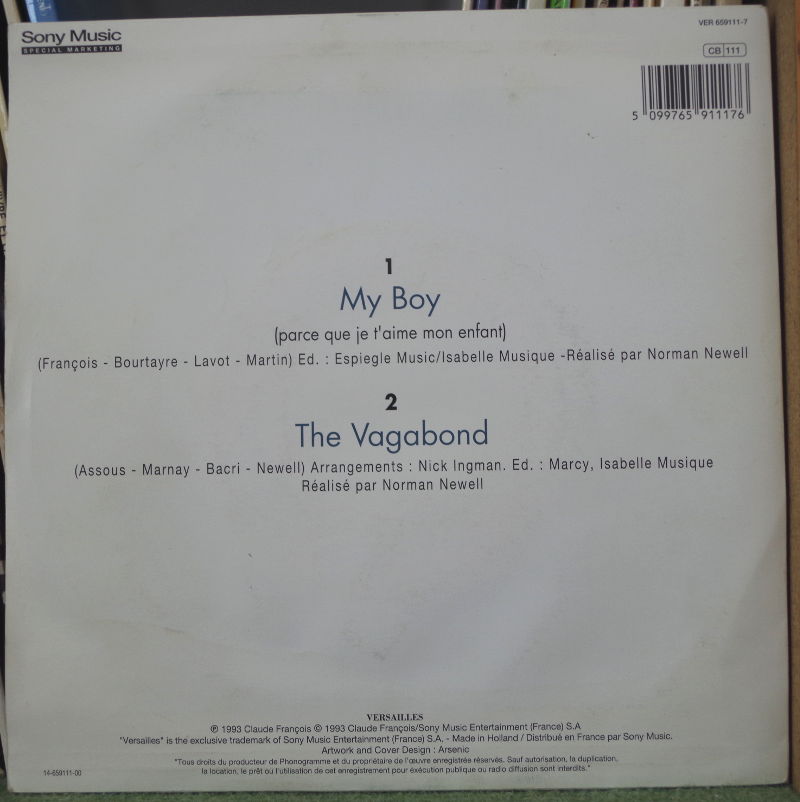 Sony Music
SPECIAL MARKETING
VER 659111-7
CB 111
5 099765 911176
1
My Boy
(parce que je t'aime mon enfant)
(François - Bourtayre - Lavot - Martin) Ed. : Espiegle Music/Isabelle Musique -Réalisé par Norman Newell
2
The Vagabond
(Assous - Marnay - Bacri - Newell) Arrangements : Nick Ingman. Ed. : Marcy, Isabelle Musique
Réalisé par Norman Newell
VERSAILLES
℗ 1993 Claude François © 1993 Claude François/Sony Music Entertainment (France) S.A
"Versailles" is the exclusive trademark of Sony Music Entertainment (France) S.A. - Made in Holland / Distribué en France par Sony Music.
Artwork and Cover Design : Arsenic
"Tous droits du producteur de Phonogramme et du propriétaire de l'œuvre enregistrée réservés. Sauf autorisation, la duplication,
la location, le prêt ou l'utilisation de cet enregistrement pour exécution publique ou radio diffusion sont interdits."
14-659111-00